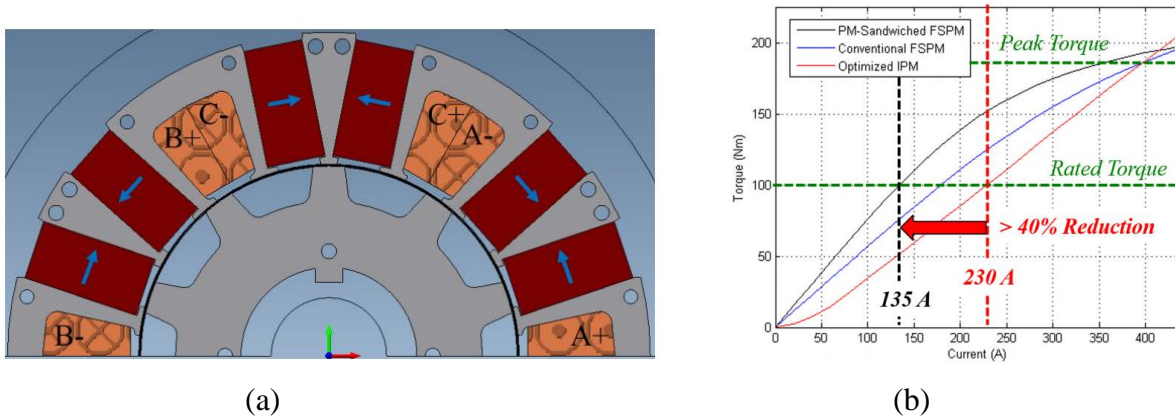 B-
B+
C-
C+
A-
A+
(a)
PM-Sandwiched FSPM
Conventional FSPM
Optimized IPM
Peak Torque
Rated Torque
> 40% Reduction
135 A
230 A
Torque (Nm)
200
150
100
50
0
0 50 100 150 200 250 300 350 400
Current (A)
(b)